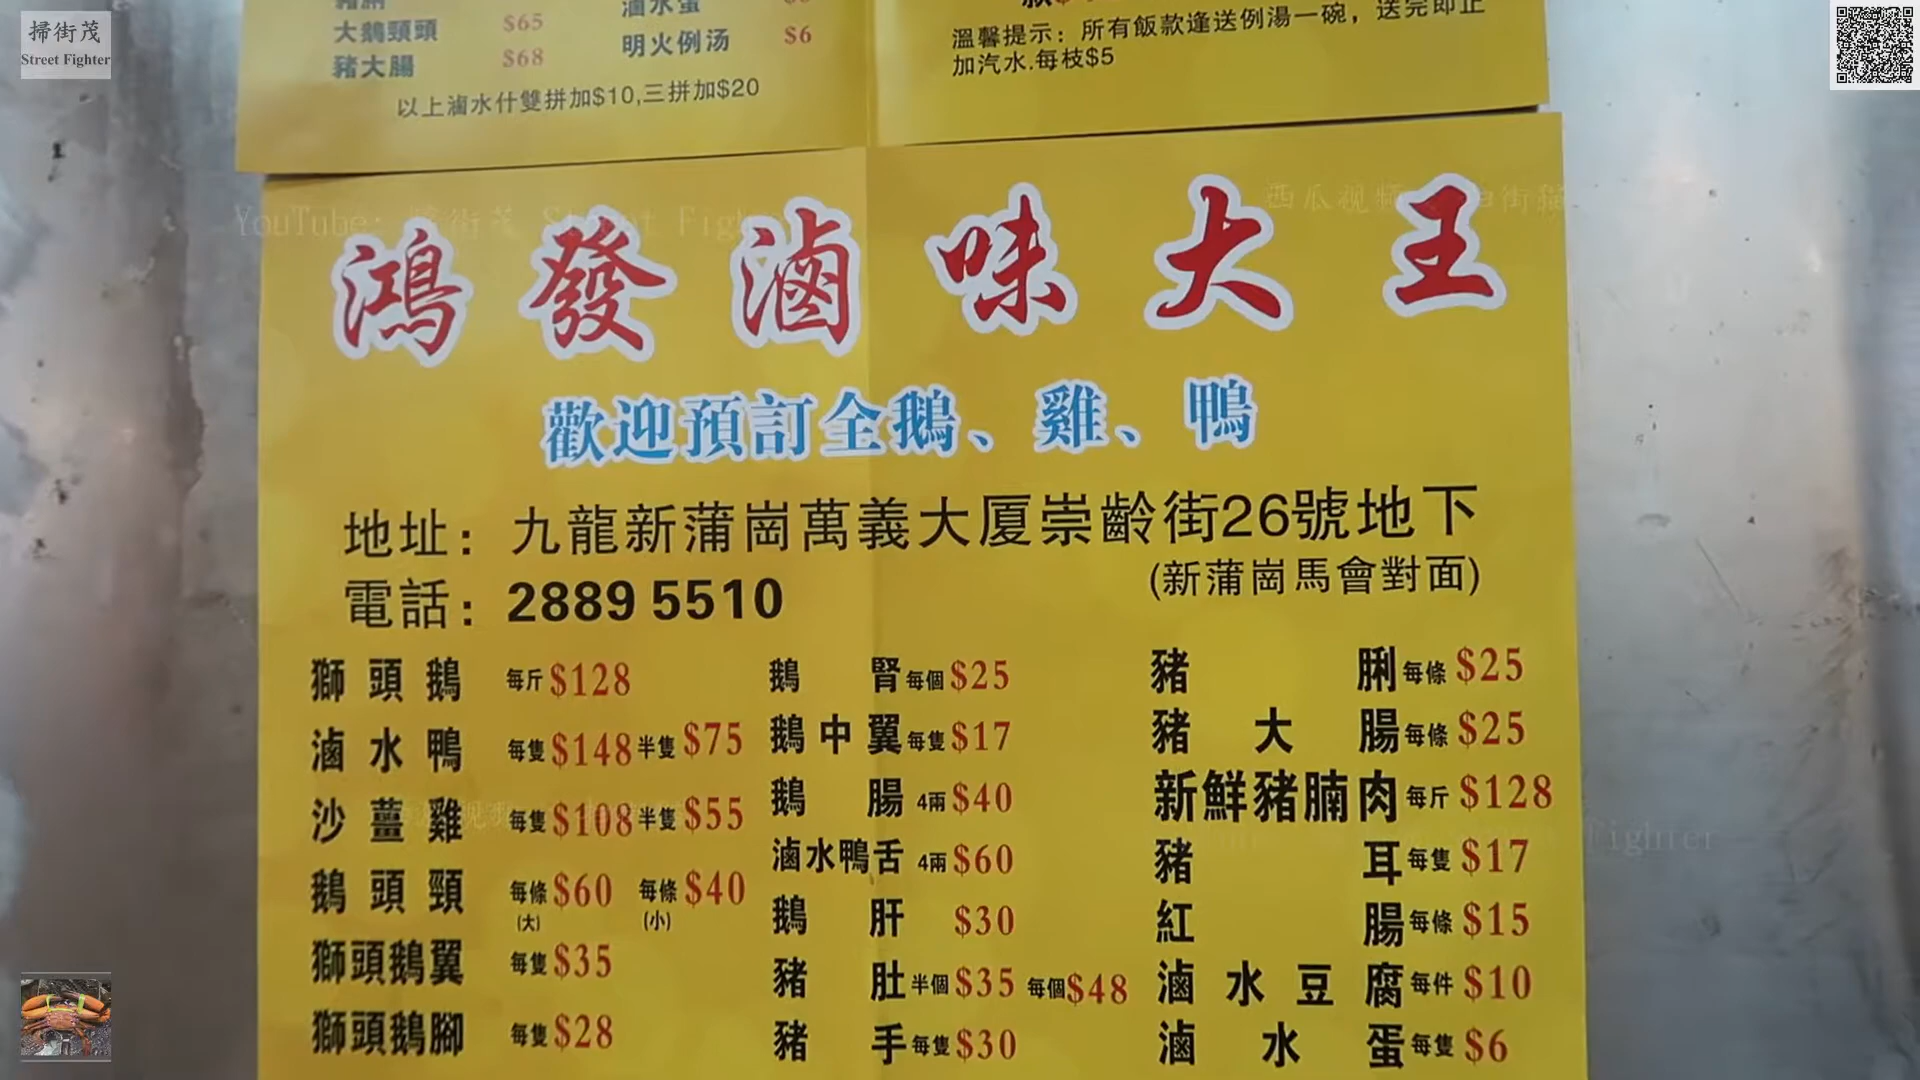 掃街茂
Street Fighter
大鵝頸頭 $65
豬大腸 $68
明火例汤 $6
以上滷水什雙拼加$10,三拼加$20
溫馨提示：所有飯款逢送例湯一碗，送完即止
加汽水.每枝$5
YouTube: 掃街茂 Street Fighter
鴻發滷味大王
歡迎預訂全鵝、雞、鴨
地址：九龍新蒲崗萬義大厦崇齡街26號地下
(新蒲崗馬會對面)
電話：2889 5510
獅頭鵝 每斤$128
滷水鴨 每隻$148半隻$75
沙薑雞 每隻$108半隻$55
鵝頭頸 每條(大)$60 每條(小)$40
獅頭鵝翼 每隻$35
獅頭鵝腳 每隻$28
鵝腎每個$25
鵝中翼每隻$17
鵝腸 4兩$40
滷水鴨舌 4兩$60
鵝肝 $30
豬肚半個$35 每個$48
豬手每隻$30
豬脷每條$25
豬大腸每條$25
新鮮豬腩肉每斤$128
豬耳每隻$17
紅腸每條$15
滷水豆腐每件$10
滷水蛋每隻$6